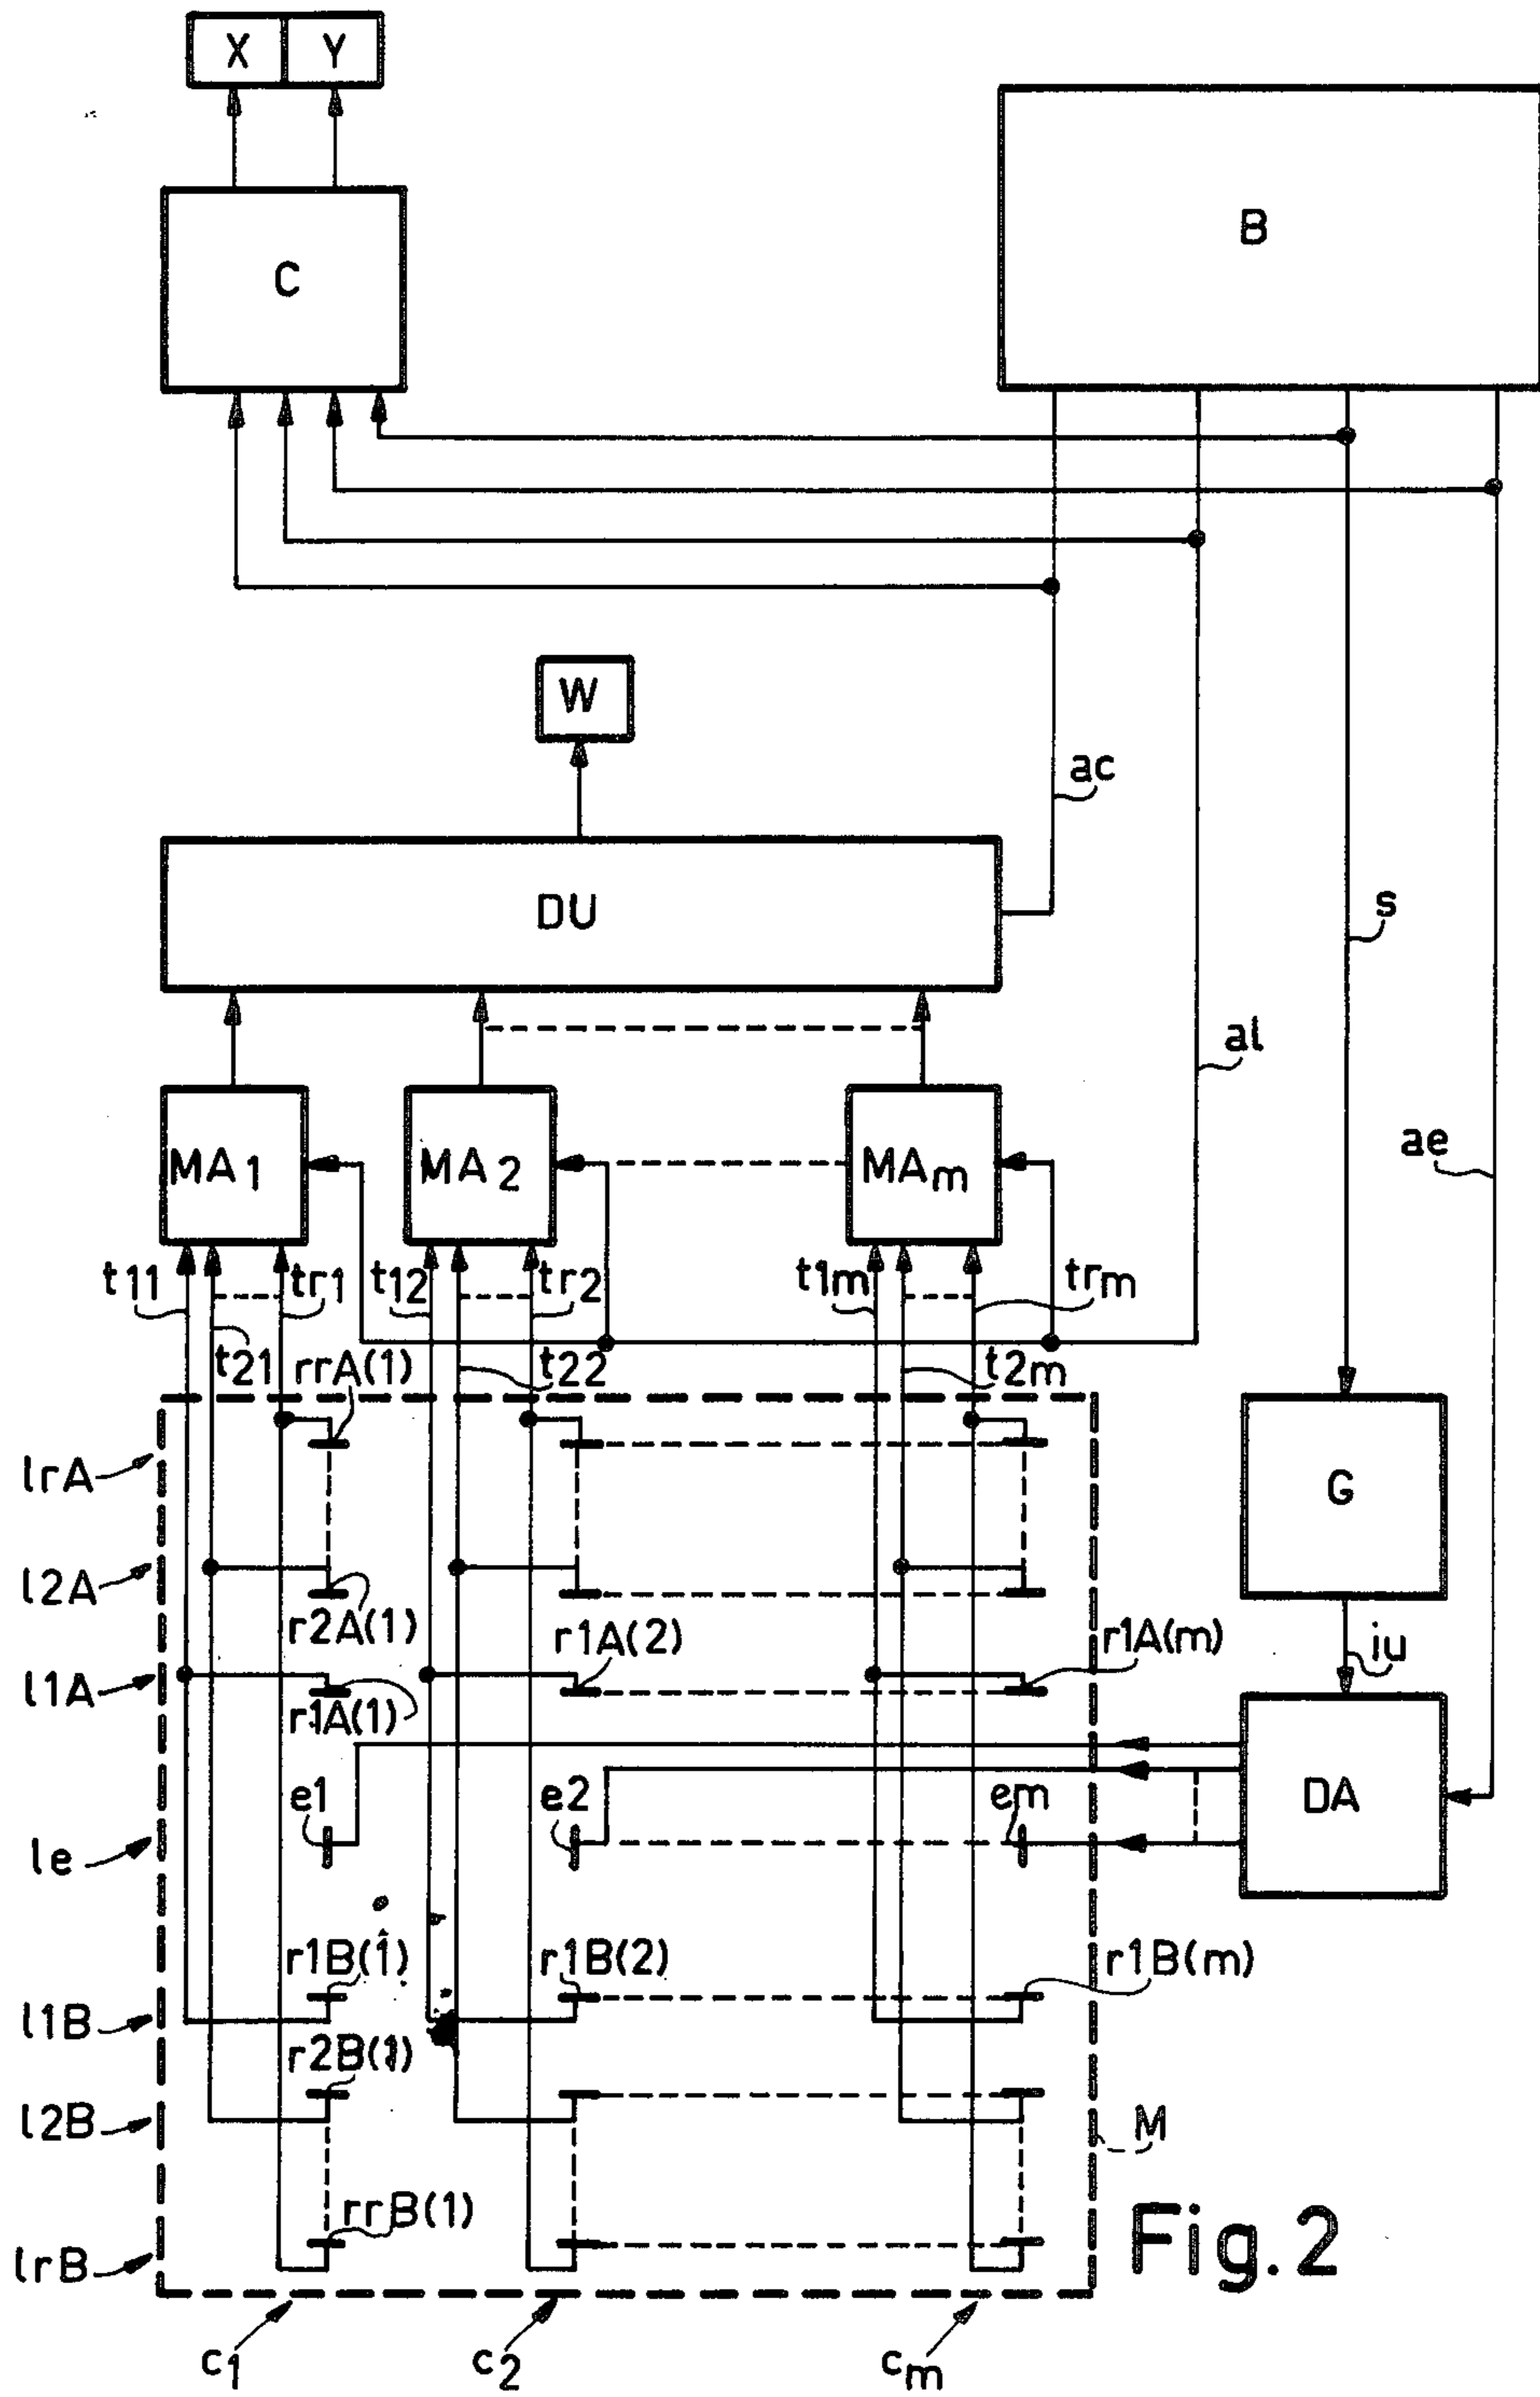 X Y
B
C
W
ac
DU
s
al
MA1 MA2 MAm
ae
t11 tr1 t12 tr2 t1m trm
t21 rrA(1) t22 t2m
lrA
G
l2A
r2A(1) r1A(2) r1A(m) iu
l1A
r1A(1)
e1 e2 em DA
le
r1B(1) r1B(2) r1B(m)
l1B
r2B(1)
l2B M
rrB(1)
lrB
Fig.2
c1 c2 cm